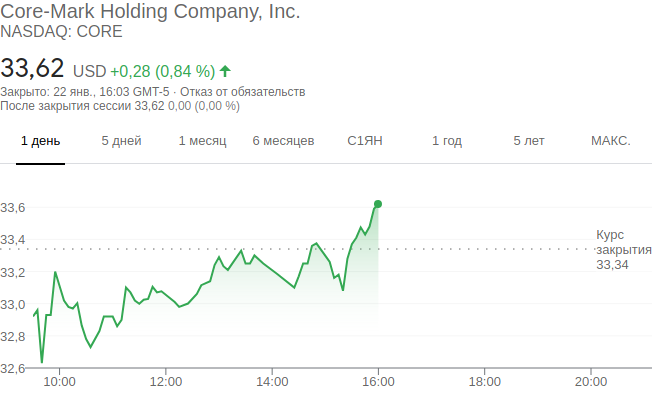 Core-Mark Holding Company, Inc.
NASDAQ: CORE
33,62 USD +0,28 (0,84 %)
Закрыто: 22 янв., 16:03 GMT-5 · Отказ от обязательств
После закрытия сессии 33,62 0,00 (0,00 %)
1 день 5 дней 1 месяц 6 месяцев С1ЯН 1 год 5 лет МАКС.
33,6
33,4
33,2
33,0
32,8
32,6
Курс
закрытия
33,34
10:00 12:00 14:00 16:00 18:00 20:00